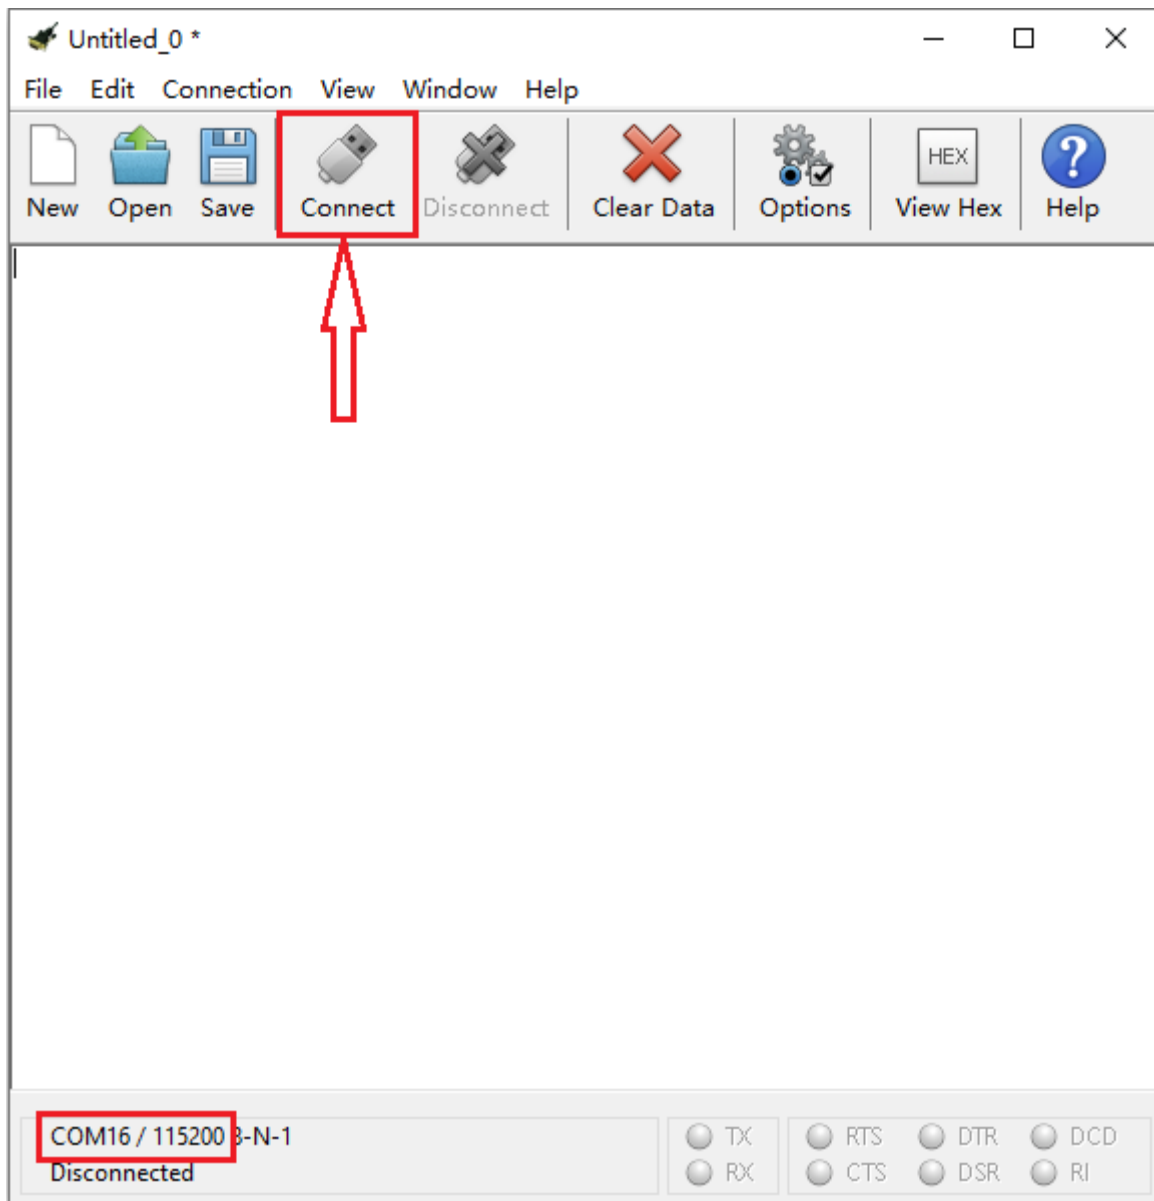 Untitled_0 *
File Edit Connection View Window Help
HEX
New Open Save Connect Disconnect Clear Data Options View Hex Help
COM16 / 115200 8-N-1
Disconnected
TX RTS DTR DCD
RX CTS DSR RI